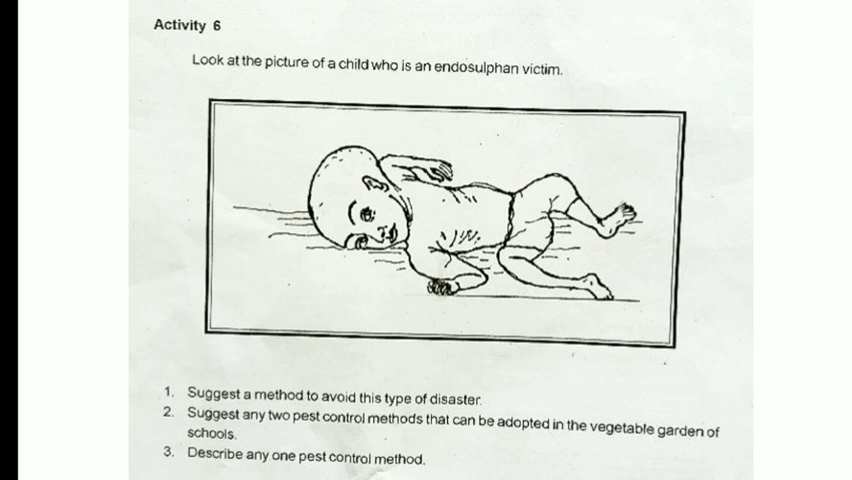 Activity 6
Look at the picture of a child who is an endosulphan victim.
1. Suggest a method to avoid this type of disaster.
2. Suggest any two pest control methods that can be adopted in the vegetable garden of
schools.
3. Describe any one pest control method.